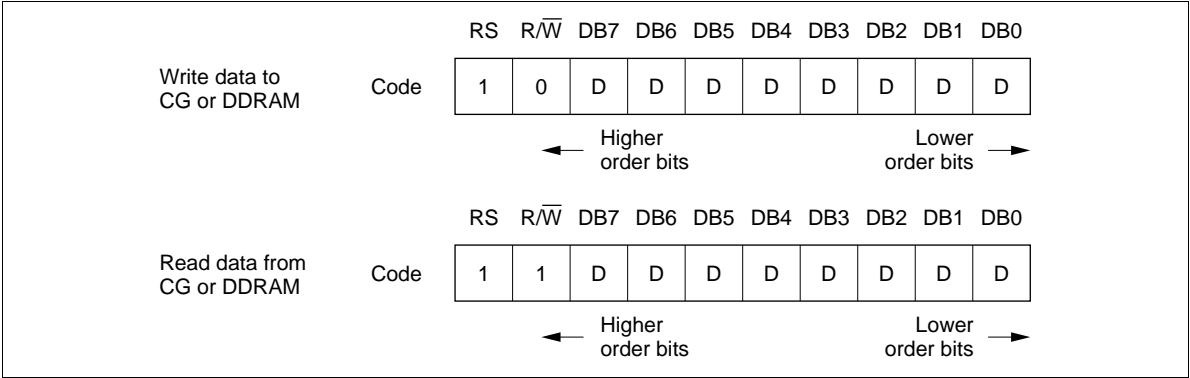 RS R/W̅ DB7 DB6 DB5 DB4 DB3 DB2 DB1 DB0
Write data to
CG or DDRAM
Code 1 0 D D D D D D D D
Higher
order bits
Lower
order bits
RS R/W̅ DB7 DB6 DB5 DB4 DB3 DB2 DB1 DB0
Read data from
CG or DDRAM
Code 1 1 D D D D D D D D
Higher
order bits
Lower
order bits